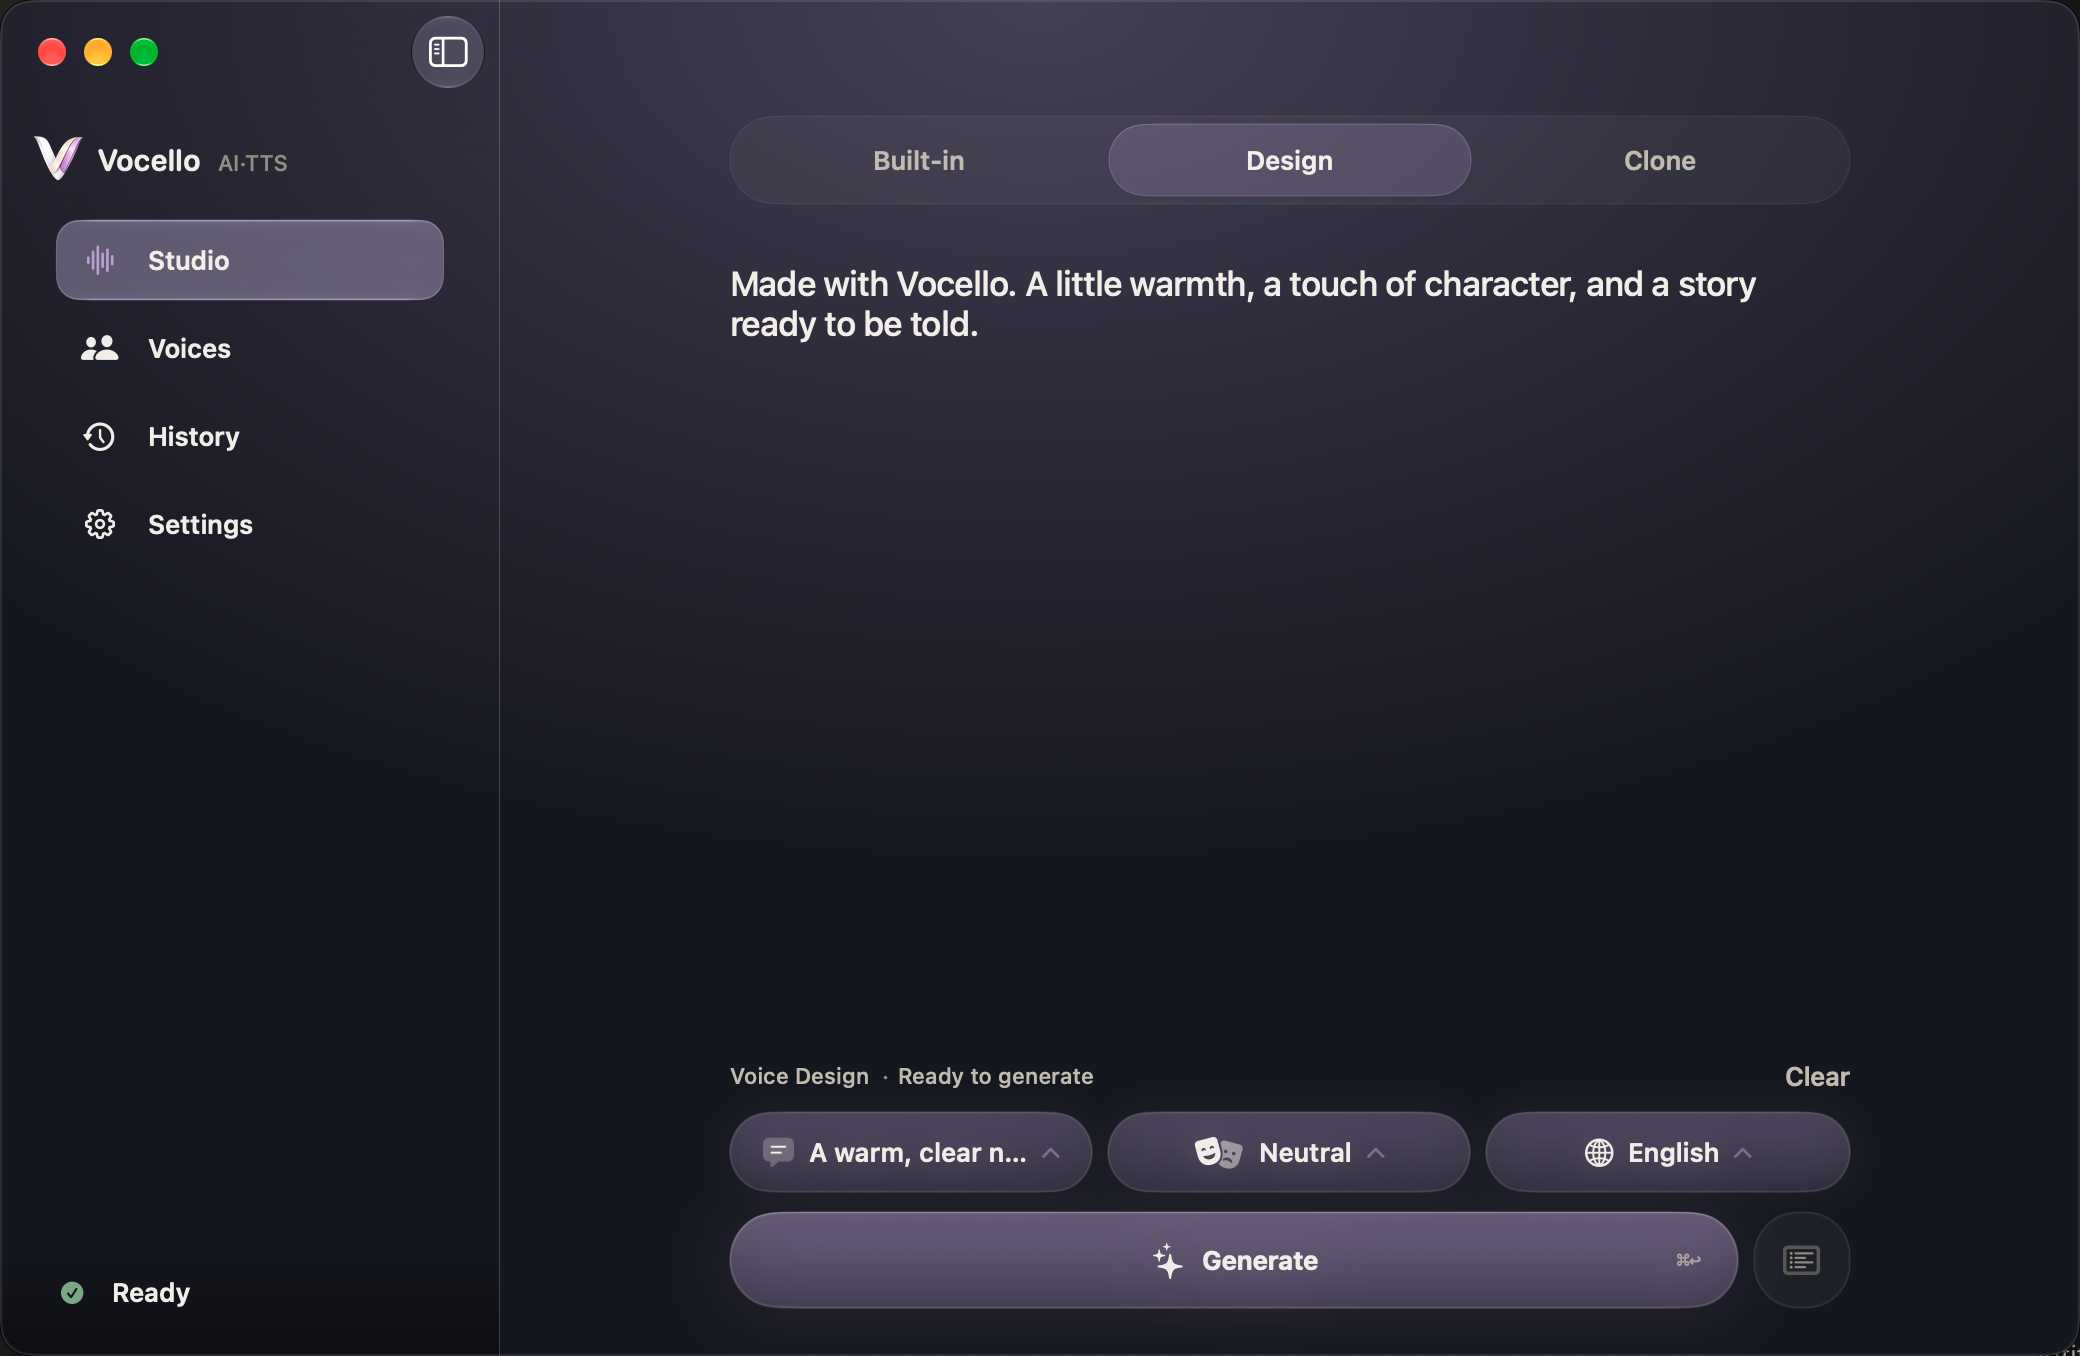 Vocello AI·TTS
Studio
Voices
History
Settings
Ready
Built-in
Design
Clone
Made with Vocello. A little warmth, a touch of character, and a story
ready to be told.
Voice Design · Ready to generate
Clear
A warm, clear n...
Neutral
English
Generate
⌘↩